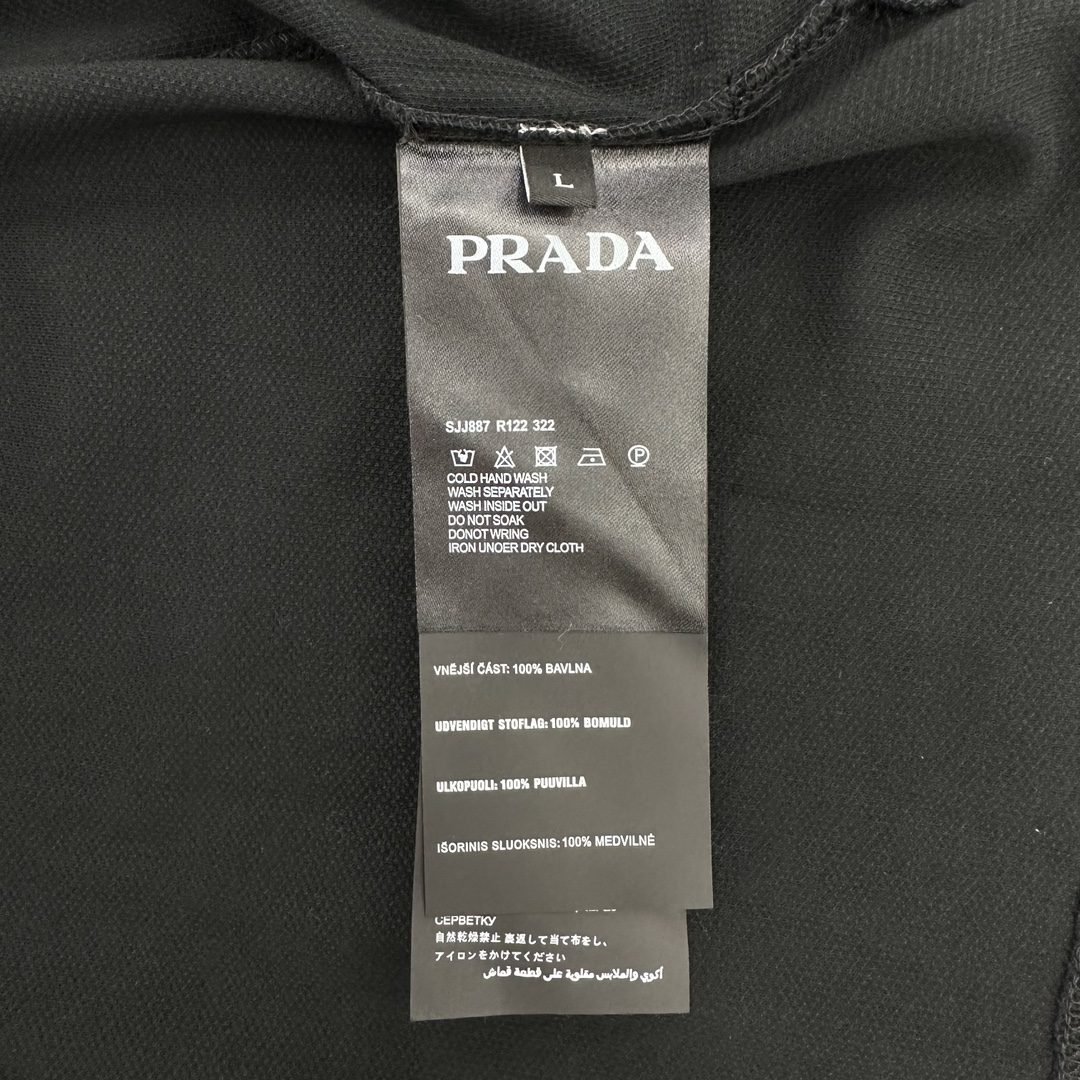 L
PRADA
SJJ887 R122 322
P
COLD HAND WASH
WASH SEPARATELY
WASH INSIDE OUT
DO NOT SOAK
DONOT WRING
IRON UNOER DRY CLOTH
VNĚJŠÍ ČÁST: 100% BAVLNA
UDVENDIGT STOFLAG: 100% BOMULD
ULKOPUOLI: 100% PUUVILLA
IŠORINIS SLUOKSNIS: 100% MEDVILNĖ
СЕРВЕТКУ
自然乾燥禁止 裏返して当て布をし、
アイロンをかけてください
أكوي والملابس مقلوبة على قطعة قماش